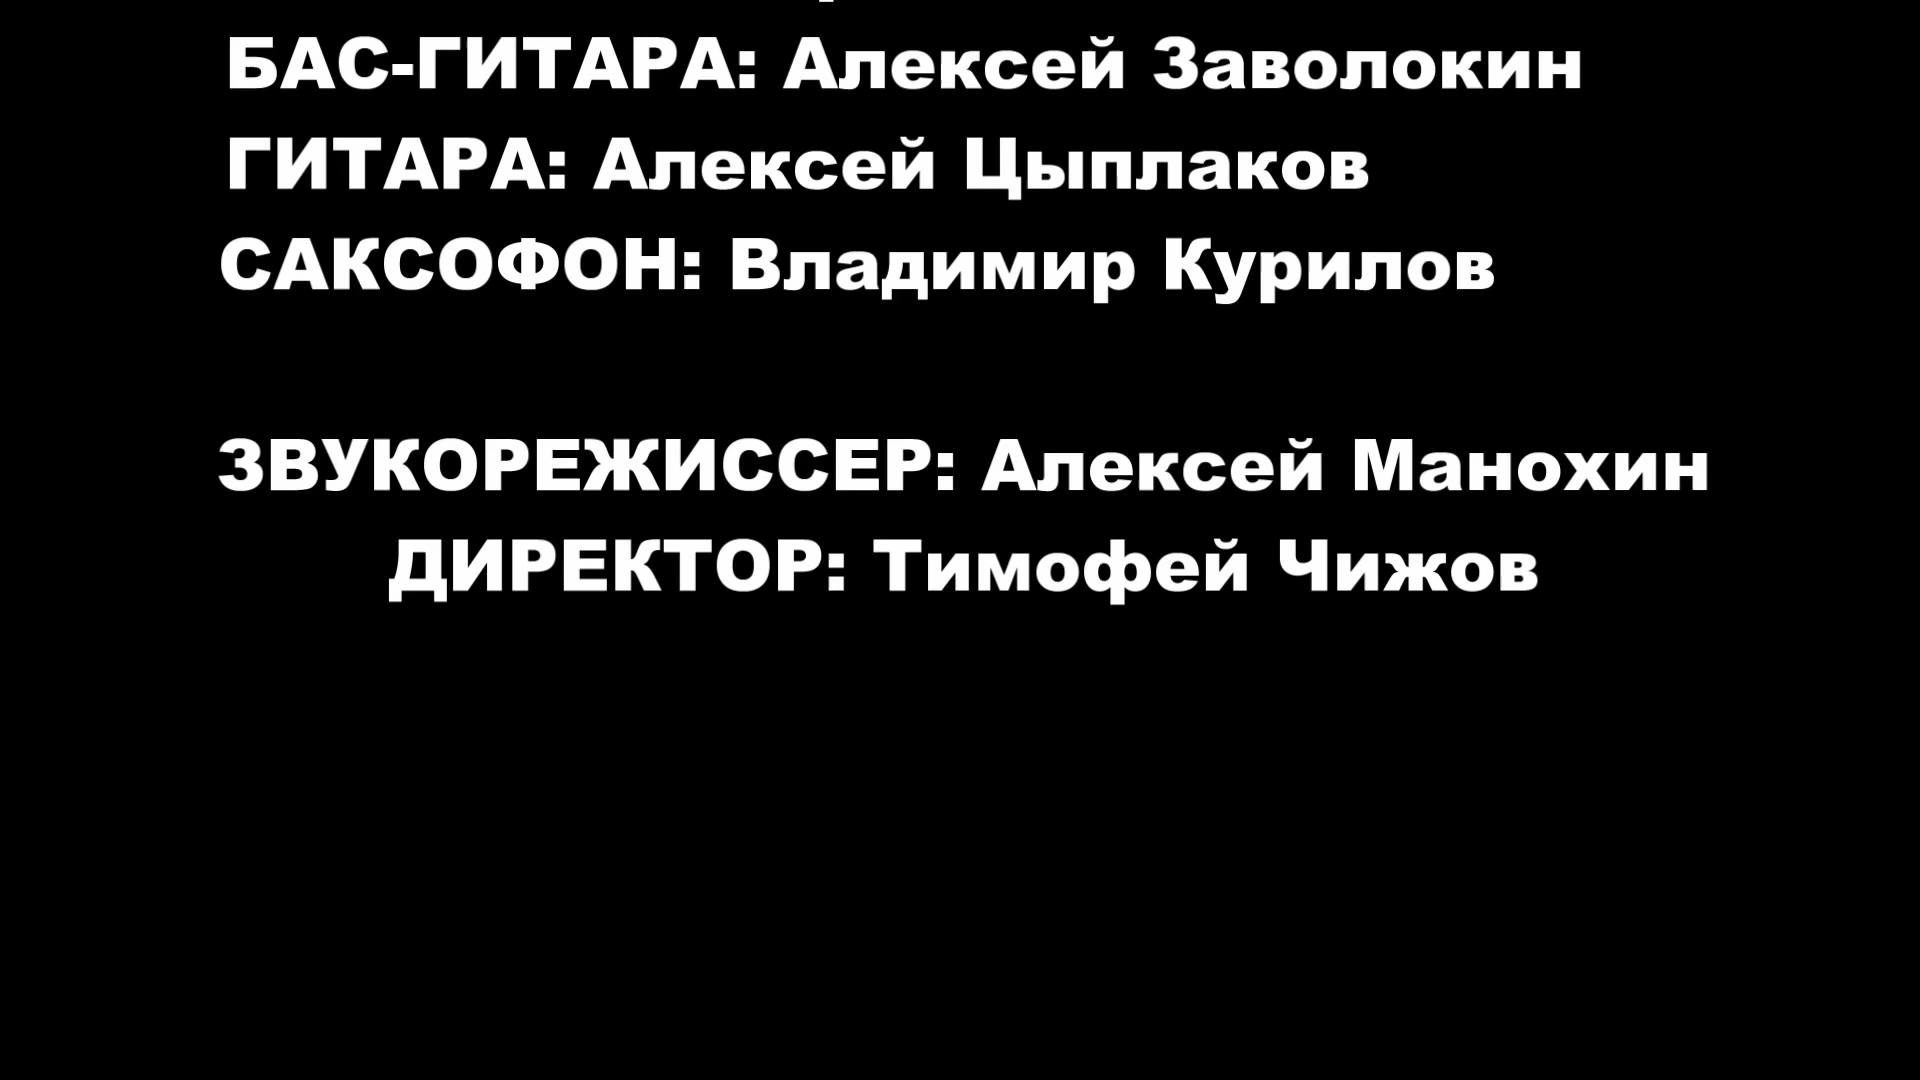 БАС-ГИТАРА: Алексей Заволокин
ГИТАРА: Алексей Цыплаков
САКСОФОН: Владимир Курилов
ЗВУКОРЕЖИССЕР: Алексей Манохин
ДИРЕКТОР: Тимофей Чижов